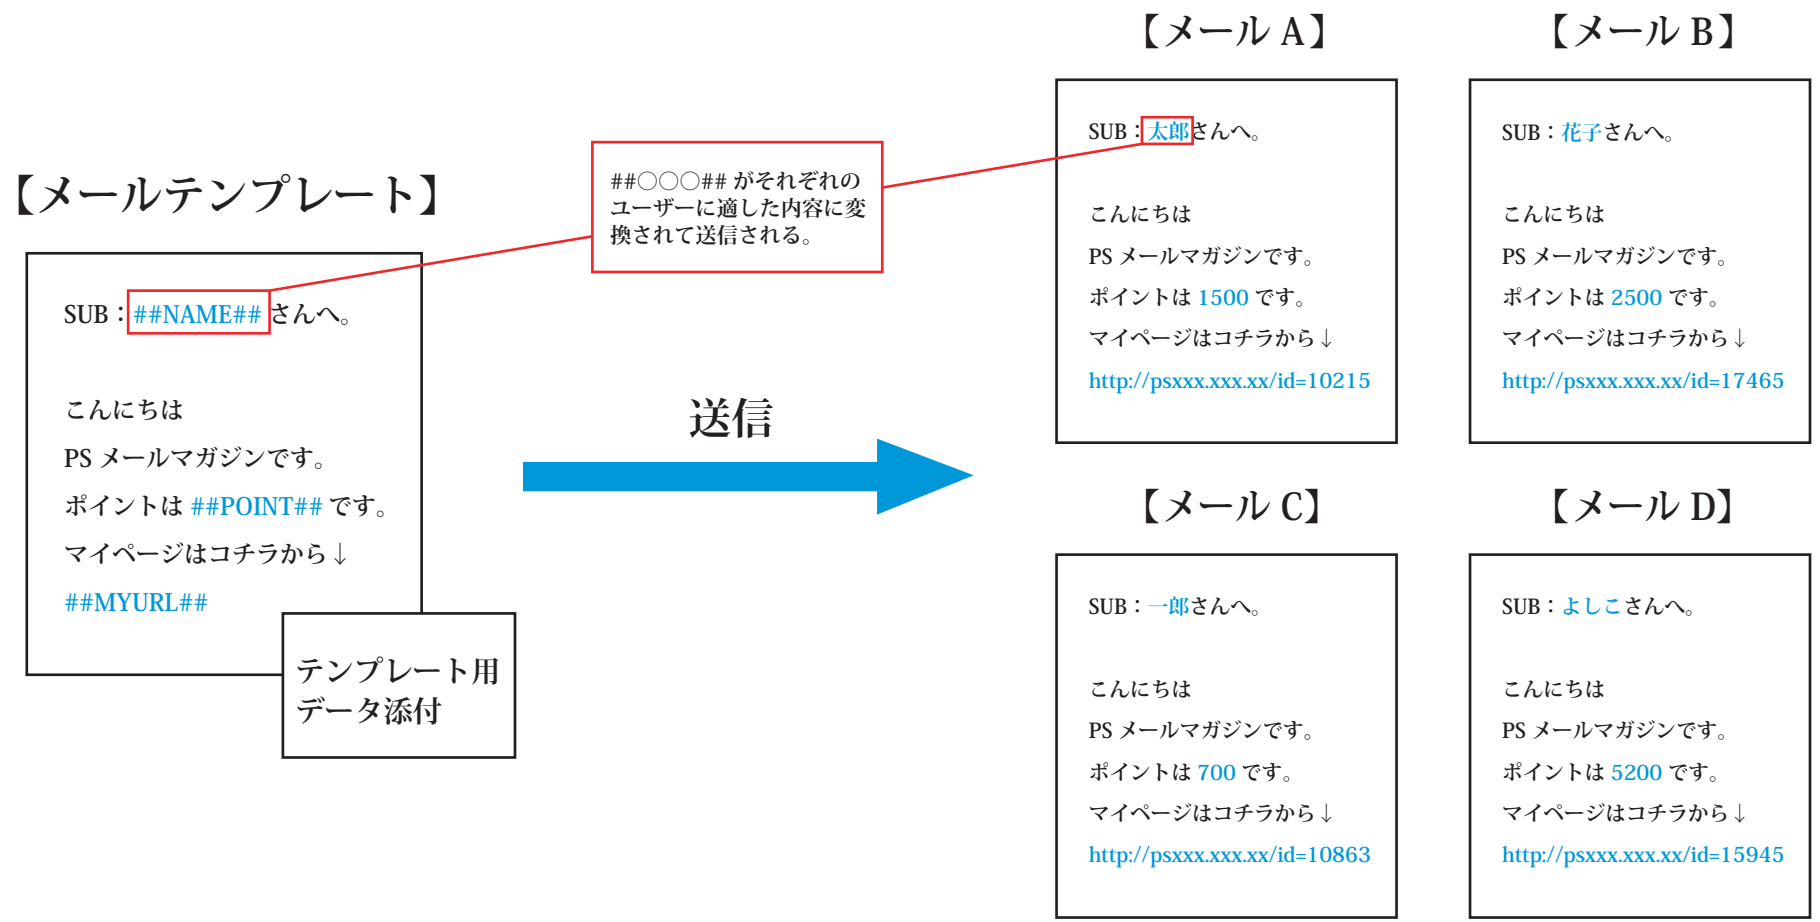 【メールテンプレート】
SUB：##NAME## さんへ。
こんにちは
PS メールマガジンです。
ポイントは ##POINT## です。
マイページはコチラから↓
##MYURL##
テンプレート用
データ添付
##○○○## がそれぞれの
ユーザーに適した内容に変
換されて送信される。
送信
【メール A】
SUB：太郎さんへ。
こんにちは
PS メールマガジンです。
ポイントは 1500 です。
マイページはコチラから↓
http://psxxx.xxx.xx/id=10215
【メール B】
SUB：花子さんへ。
こんにちは
PS メールマガジンです。
ポイントは 2500 です。
マイページはコチラから↓
http://psxxx.xxx.xx/id=17465
【メール C】
SUB：一郎さんへ。
こんにちは
PS メールマガジンです。
ポイントは 700 です。
マイページはコチラから↓
http://psxxx.xxx.xx/id=10863
【メール D】
SUB：よしこさんへ。
こんにちは
PS メールマガジンです。
ポイントは 5200 です。
マイページはコチラから↓
http://psxxx.xxx.xx/id=15945